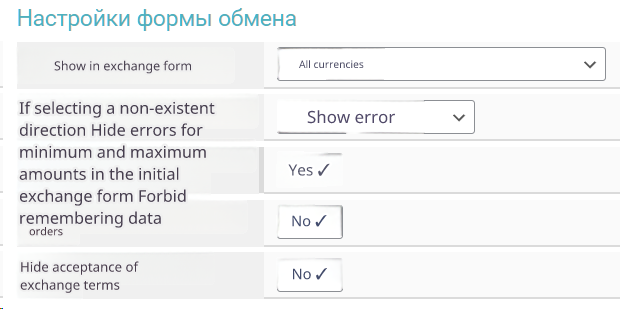 Настройки формы обмена
Show in exchange form
All currencies
If selecting a non-existent
direction Hide errors for
minimum and maximum
amounts in the initial
exchange form Forbid
remembering data
orders
Show error
Yes ✓
No ✓
Hide acceptance of
exchange terms
No ✓